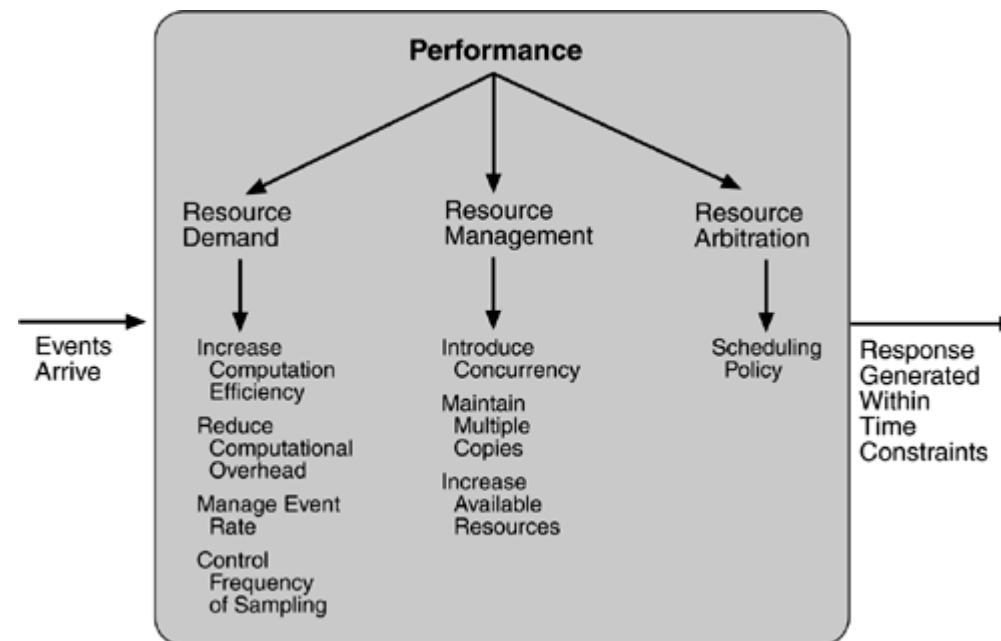 Performance
Resource
Demand
Resource
Management
Resource
Arbitration
Events
Arrive
Increase
Computation
Efficiency
Reduce
Computational
Overhead
Manage Event
Rate
Control
Frequency
of Sampling
Introduce
Concurrency
Maintain
Multiple
Copies
Increase
Available
Resources
Scheduling
Policy
Response
Generated
Within
Time
Constraints